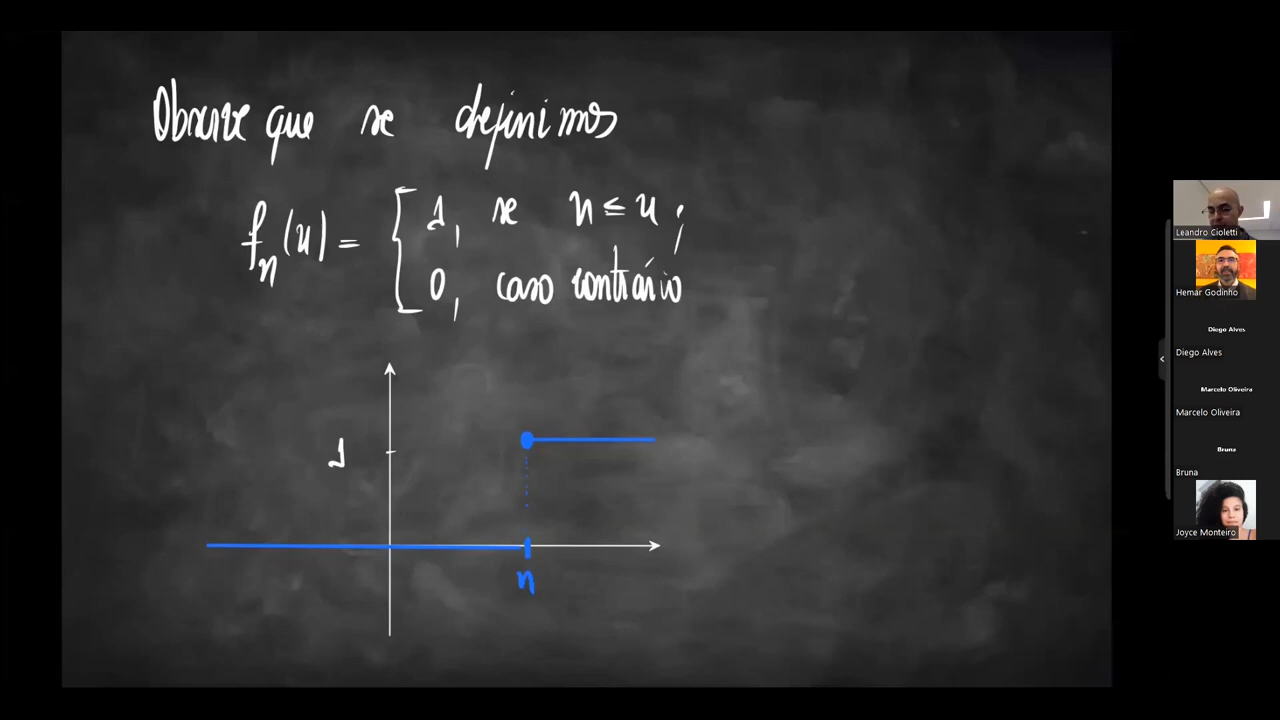 Observe que se definimos
f_n(u) = { 1, se n ≤ u ;
0, caso contrário
1
n
Leandro Cioletti
Hemar Godinho
Diego Alves
Diego Alves
Marcelo Oliveira
Marcelo Oliveira
Bruna
Bruna
Joyce Monteiro